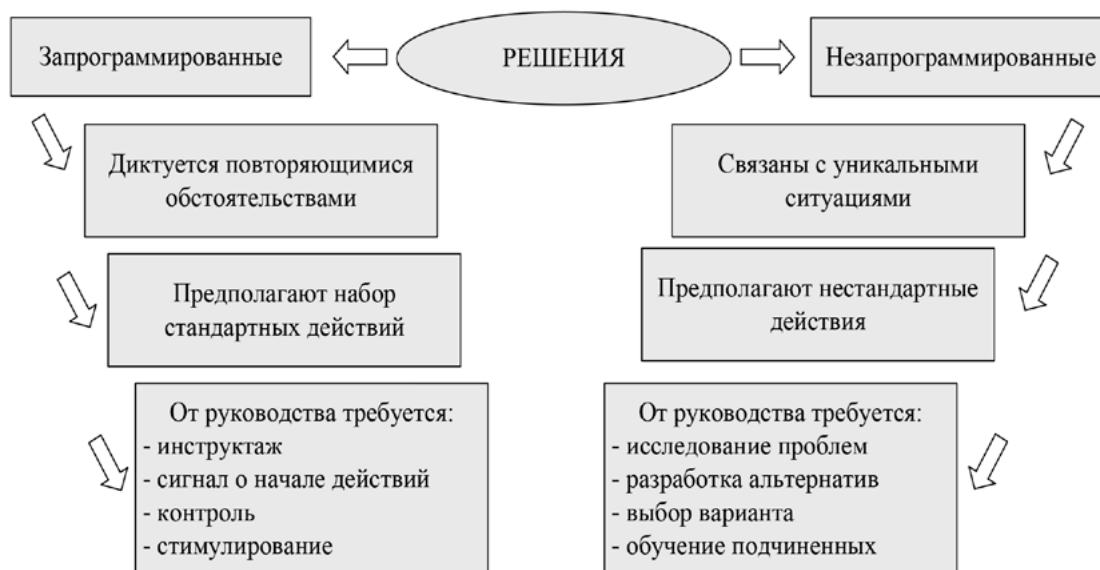 РЕШЕНИЯ
Запрограммированные
Диктуется повторяющимися
обстоятельствами
Предполагают набор
стандартных действий
От руководства требуется:
- инструктаж
- сигнал о начале действий
- контроль
- стимулирование
Незапрограммированные
Связаны с уникальными
ситуациями
Предполагают нестандартные
действия
От руководства требуется:
- исследование проблем
- разработка альтернатив
- выбор варианта
- обучение подчиненных